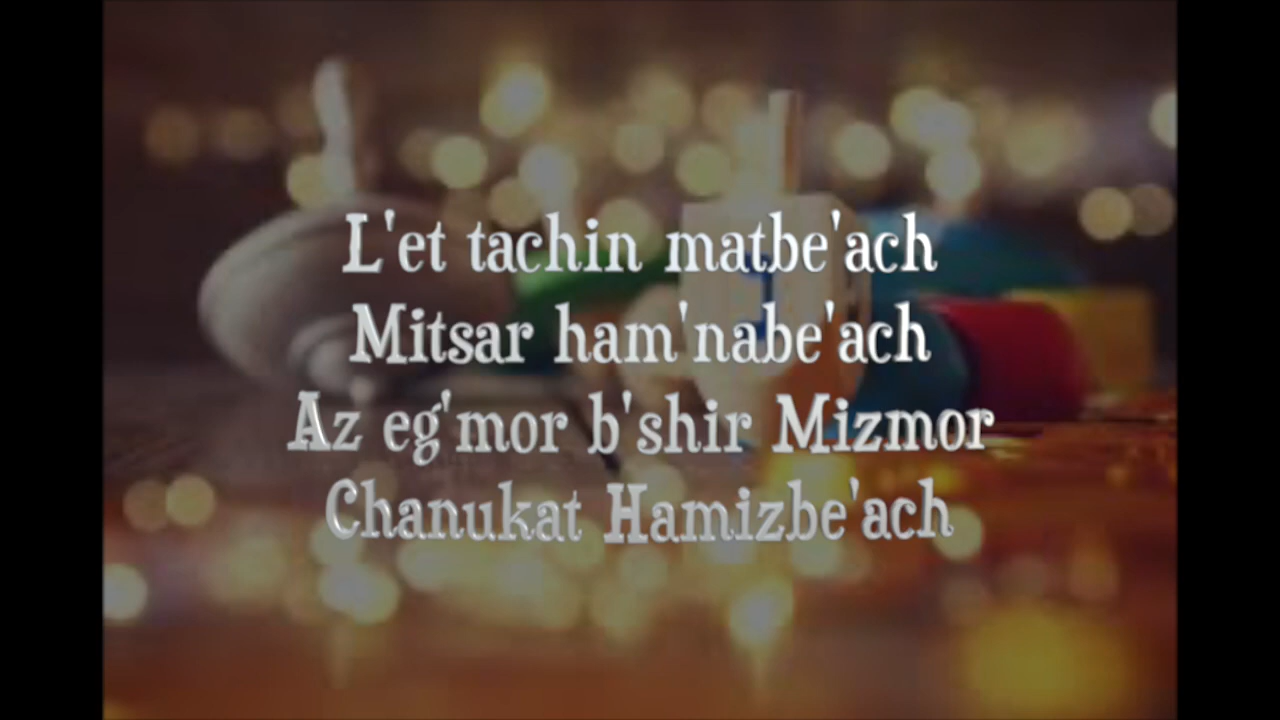 L'et tachin matbe'ach
Mitsar ham'nabe'ach
Az eg'mor b'shir Mizmor
Chanukat Hamizbe'ach